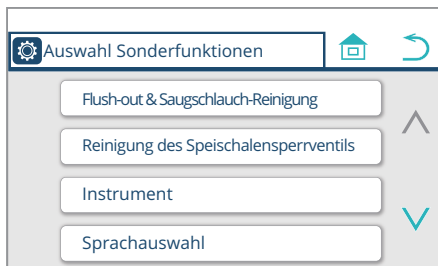 Auswahl Sonderfunktionen
Flush-out & Saugschlauch-Reinigung
Reinigung des Speischalensperrventils
Instrument
Sprachauswahl